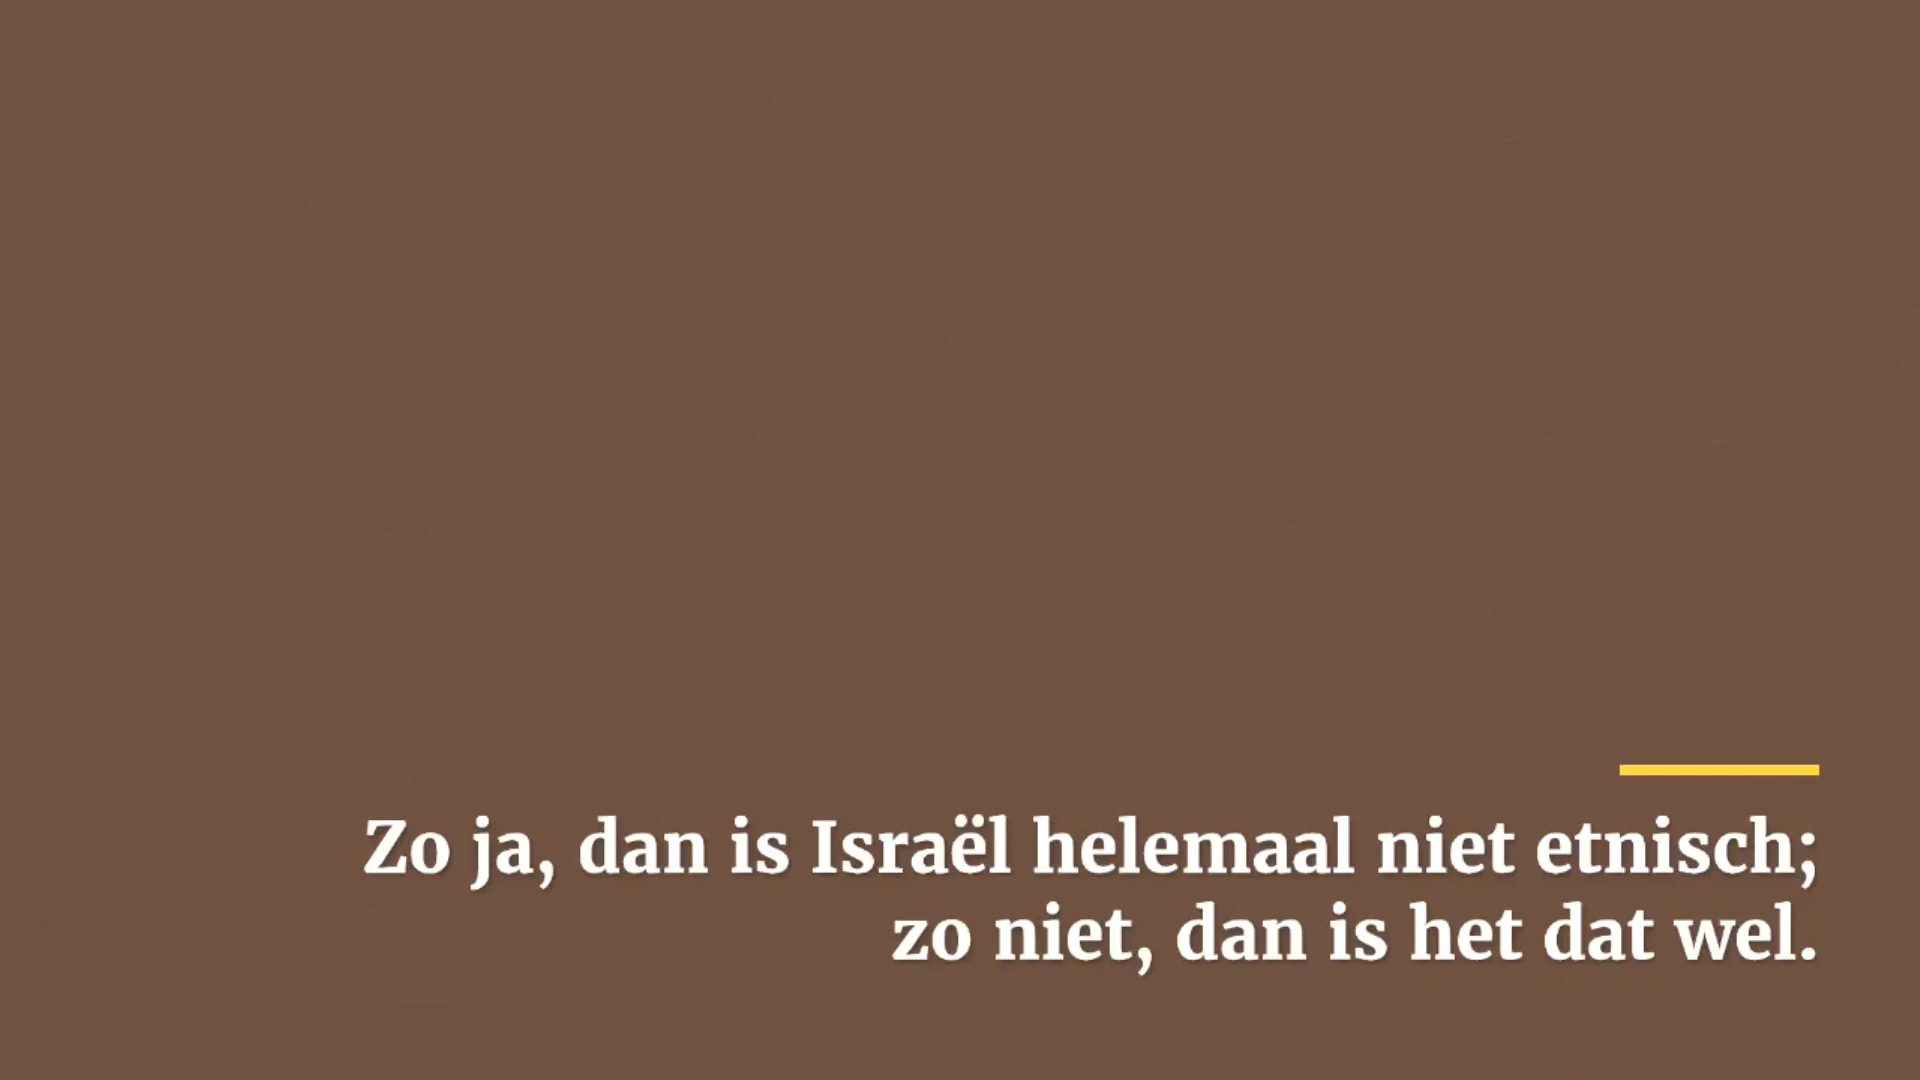 Zo ja, dan is Israël helemaal niet etnisch;
zo niet, dan is het dat wel.